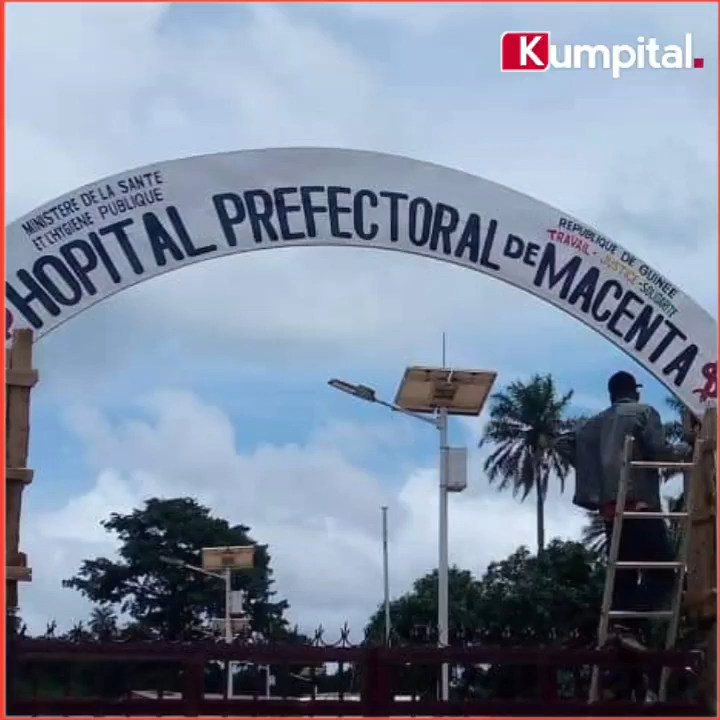 Kumpital.
MINISTERE DE LA SANTE
ET L'HYGIENE PUBLIQUE
HOPITAL PREFECTORAL DE MACENTA
REPUBLIQUE DE GUINEE
TRAVAIL - JUSTICE - SOLIDARITE